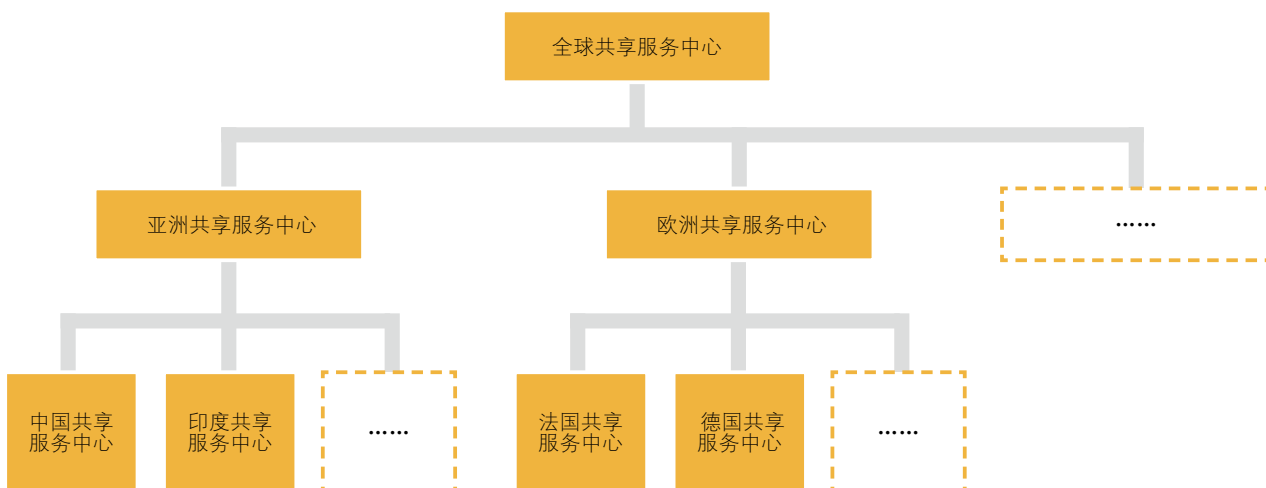 全球共享服务中心
亚洲共享服务中心
欧洲共享服务中心
……
中国共享
服务中心
印度共享
服务中心
……
法国共享
服务中心
德国共享
服务中心
……